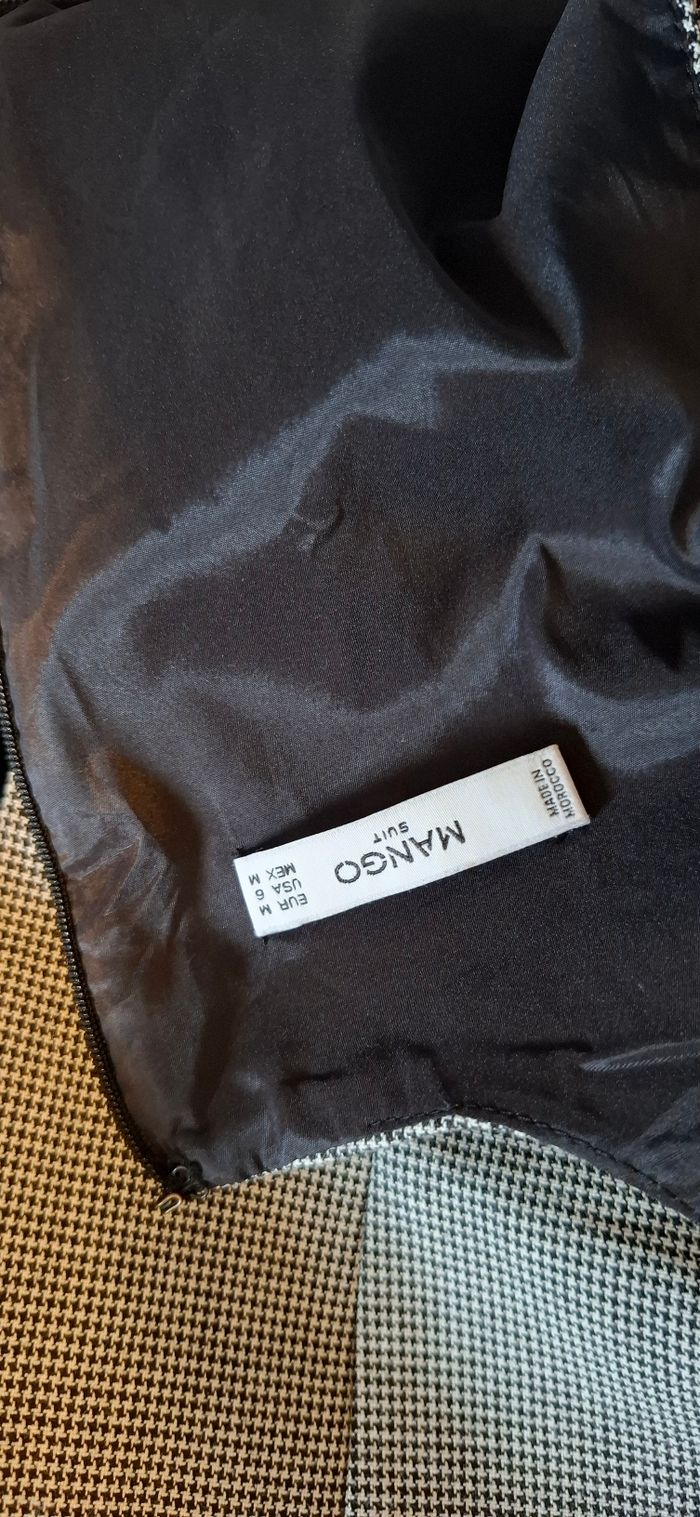 MANGO
SUIT
EUR M
USA 6
MEX M
MADE IN
MOROCCO